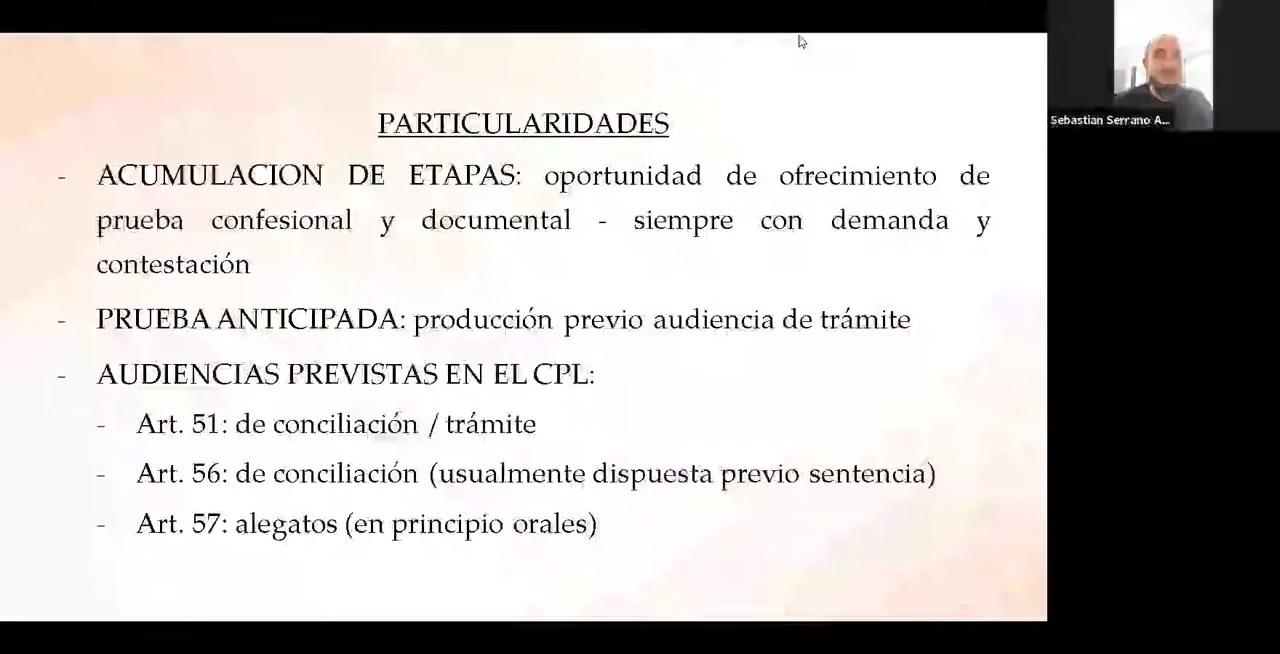 PARTICULARIDADES
- ACUMULACION DE ETAPAS: oportunidad de ofrecimiento de
prueba confesional y documental - siempre con demanda y
contestación
- PRUEBA ANTICIPADA: producción previo audiencia de trámite
- AUDIENCIAS PREVISTAS EN EL CPL:
- Art. 51: de conciliación / trámite
- Art. 56: de conciliación (usualmente dispuesta previo sentencia)
- Art. 57: alegatos (en principio orales)
Sebastian Serrano A...